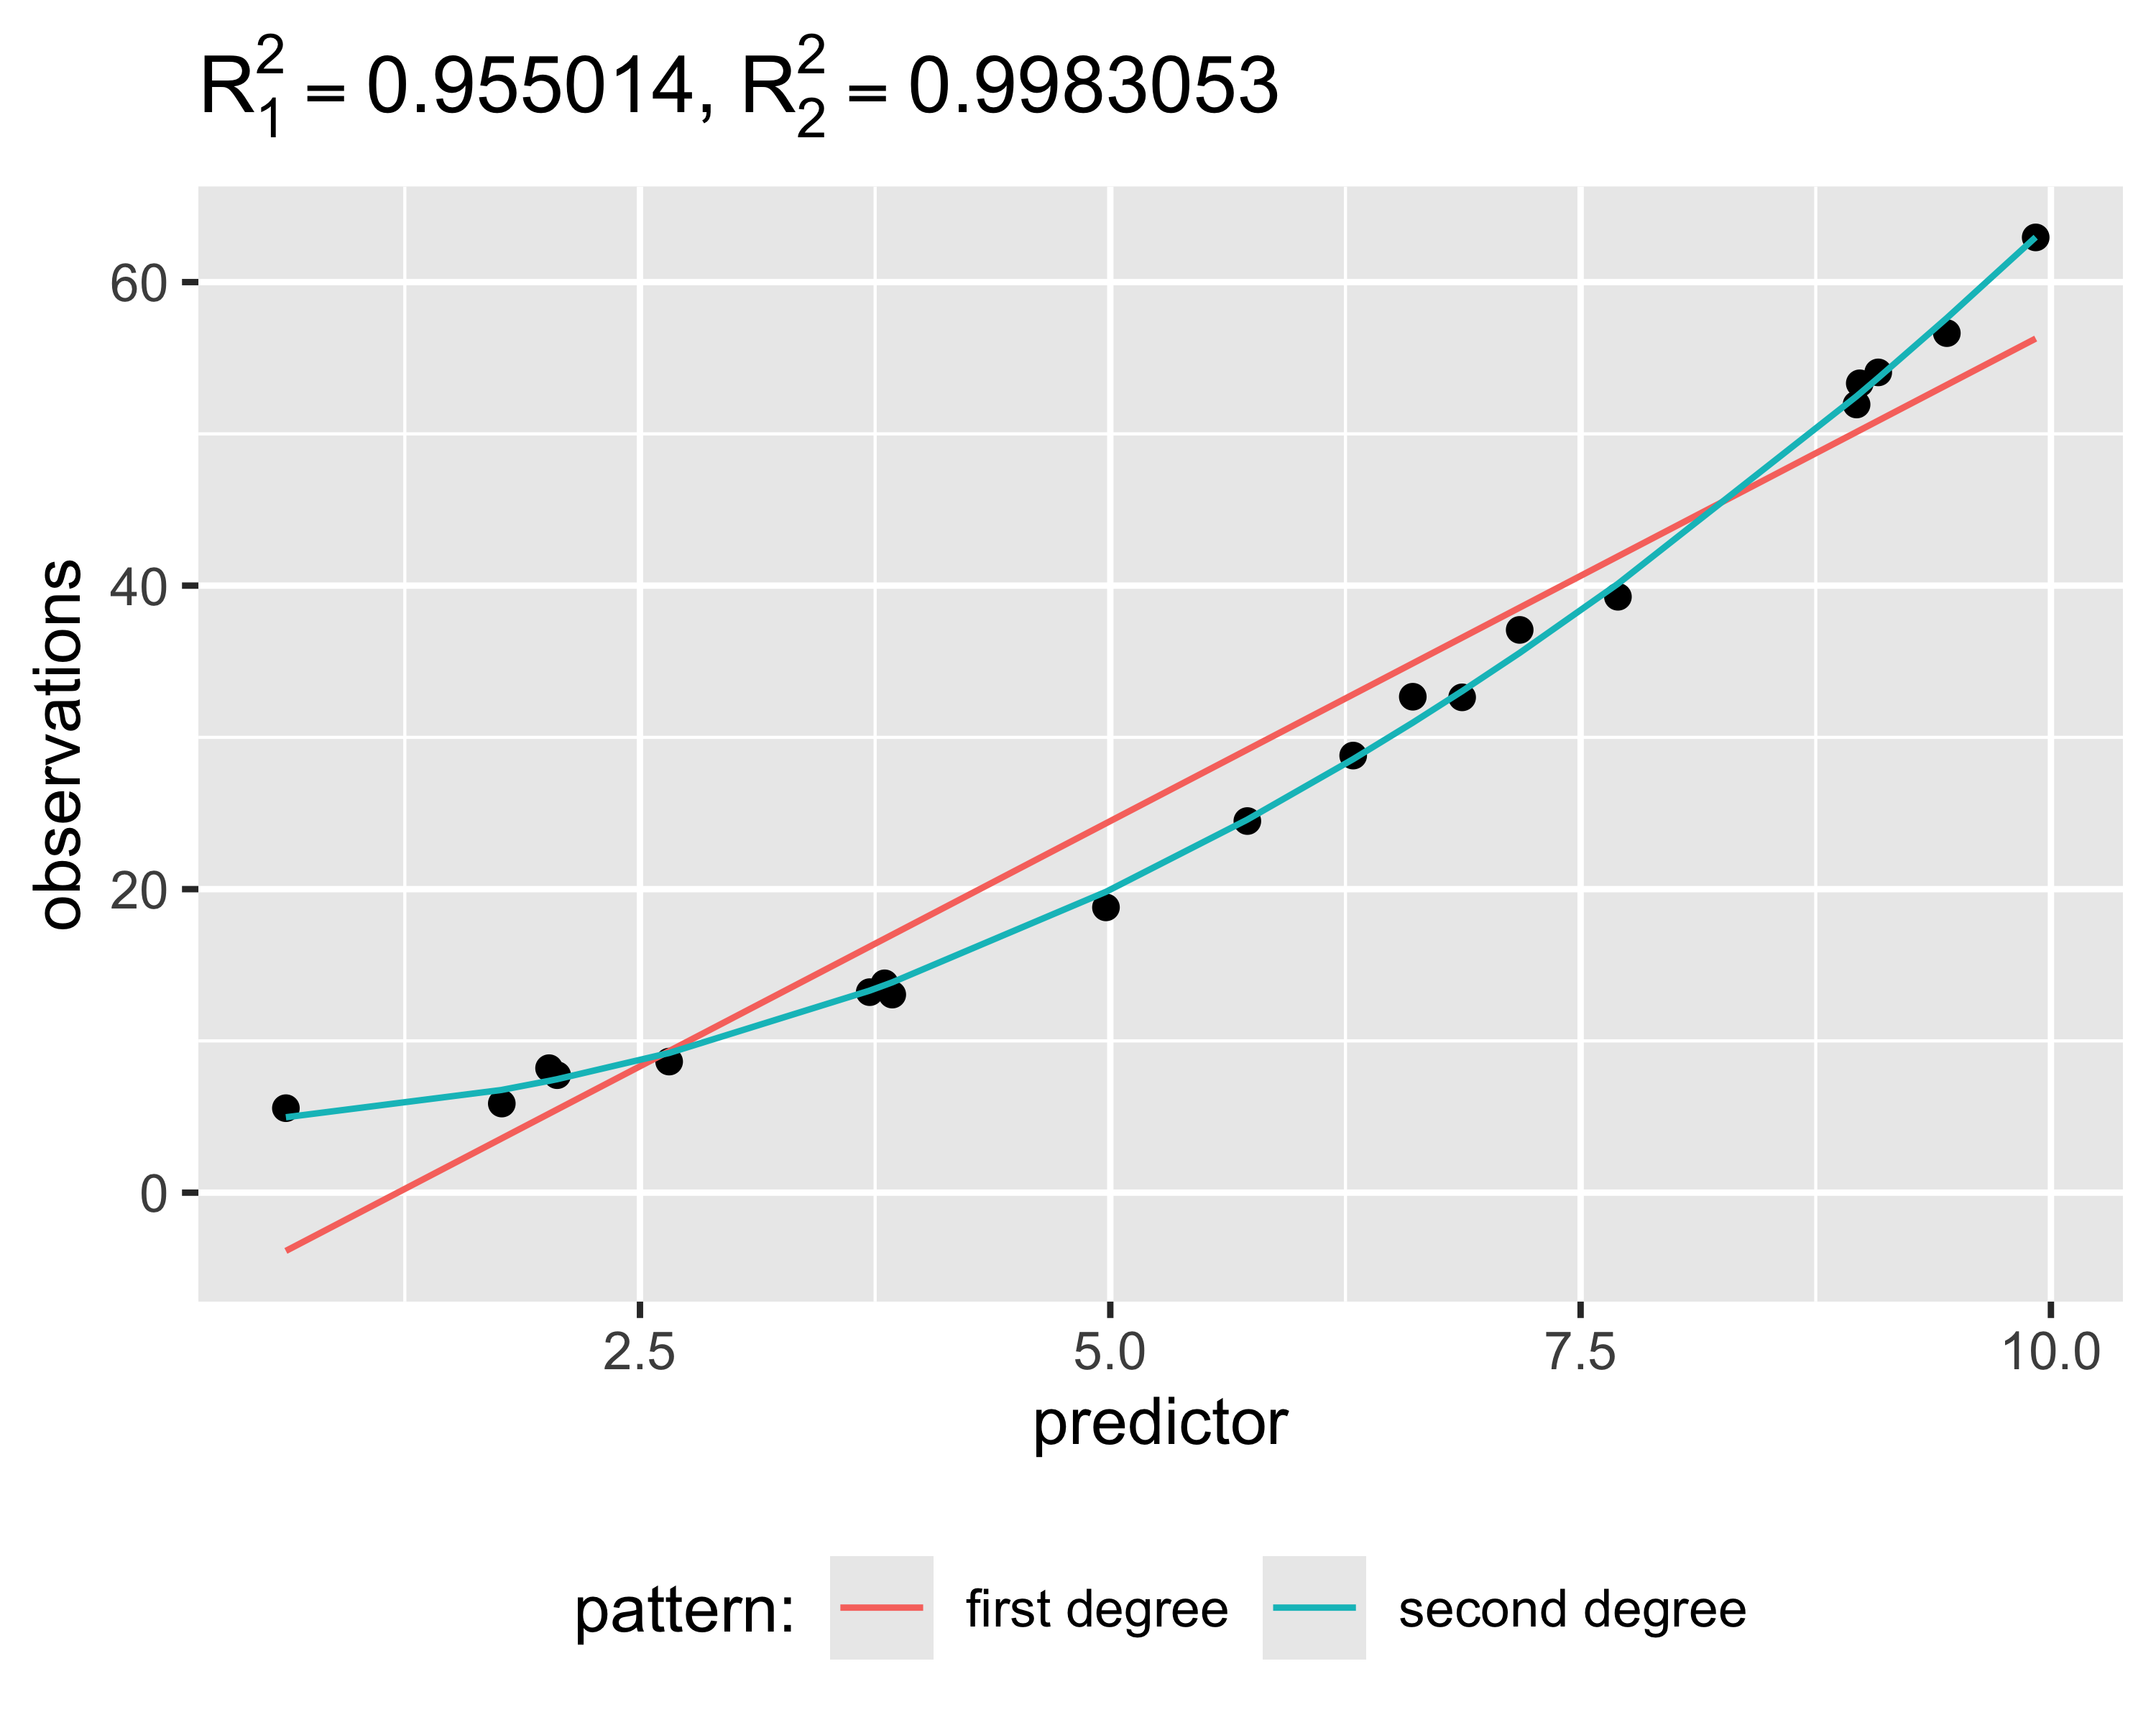 R₁² = 0.955014, R₂² = 0.9983053
60
40
20
0
observations
2.5 5.0 7.5 10.0
predictor
pattern: first degree second degree